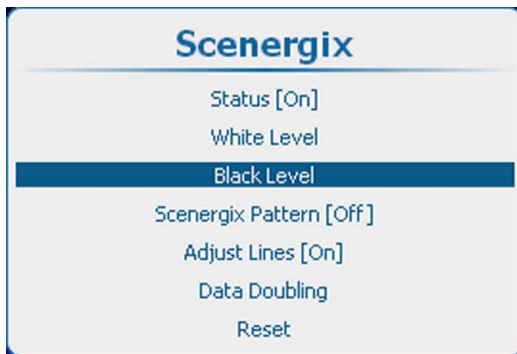 Scenergix
Status [On]
White Level
Black Level
Scenergix Pattern [Off]
Adjust Lines [On]
Data Doubling
Reset